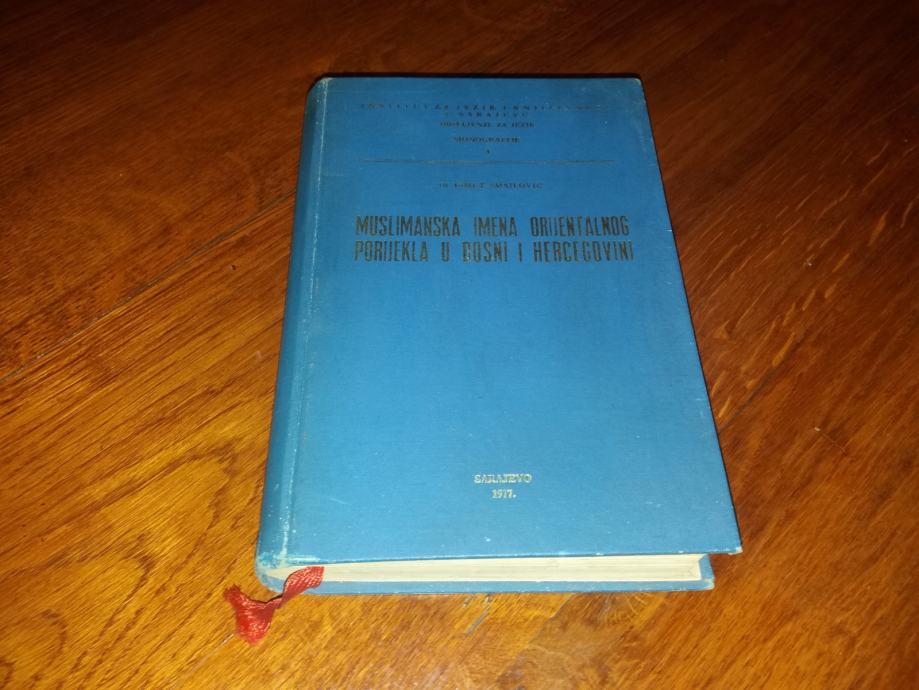 INSTITUT ZA JEZIK I KNJIŽEVNOST
U SARAJEVU
ODJELJENJE ZA JEZIK
MONOGRAFIJE
Dr ISMET SMAILOVIĆ
MUSLIMANSKA IMENA ORIJENTALNOG
PORIJEKLA U BOSNI I HERCEGOVINI
SARAJEVO
1977.